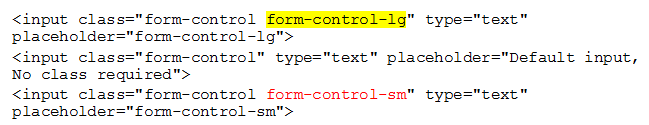 <input class="form-control form-control-lg" type="text"
placeholder="form-control-lg">
<input class="form-control" type="text" placeholder="Default input,
No class required">
<input class="form-control form-control-sm" type="text"
placeholder="form-control-sm">